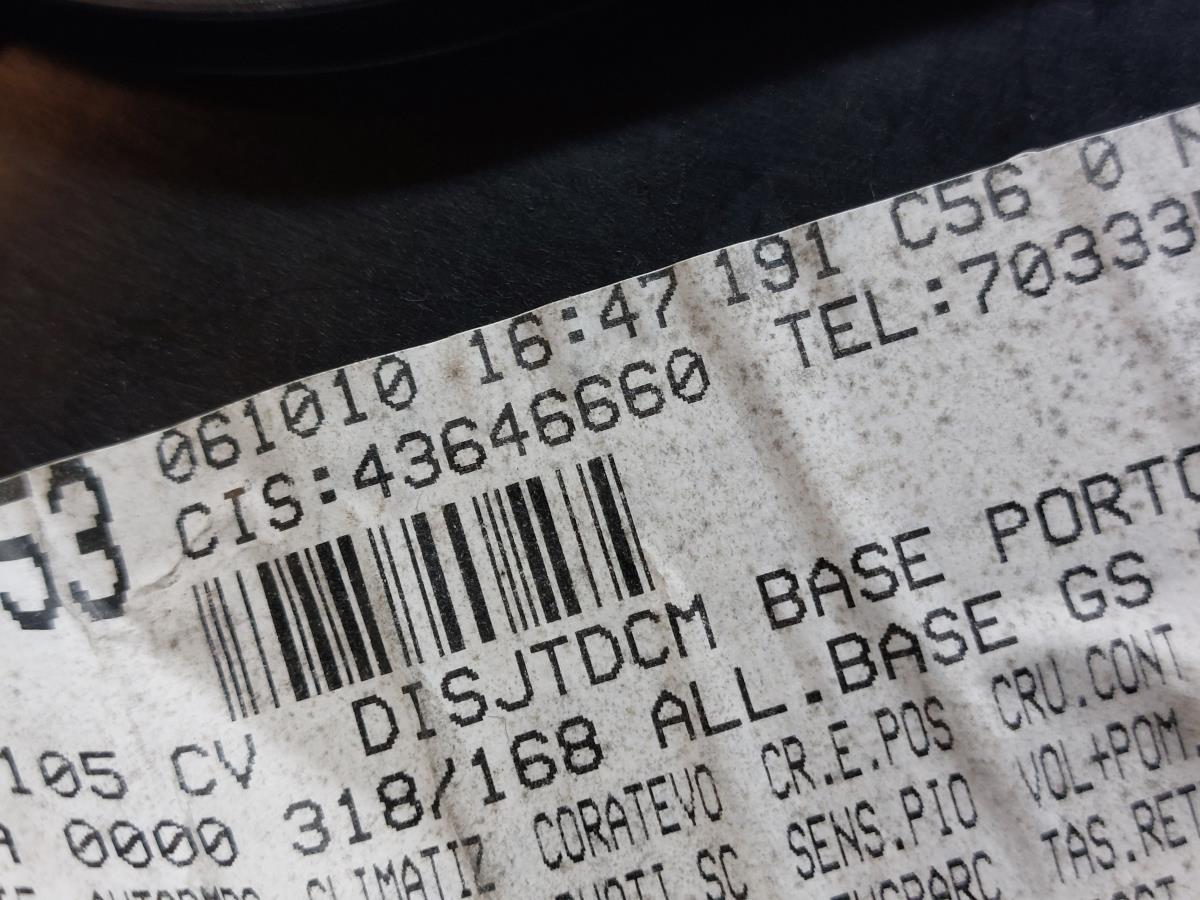 53 061010 16:47 191 C56 0
CIS:43646660 TEL:70333
DISJTDCM BASE PORTO
105 CV 318/168 ALL.BASE GS
0000 CORATEVO CR.E.POS CRU.CONT
CLIMATIZ SENS.PIO VOL+POM.
TAS.RET